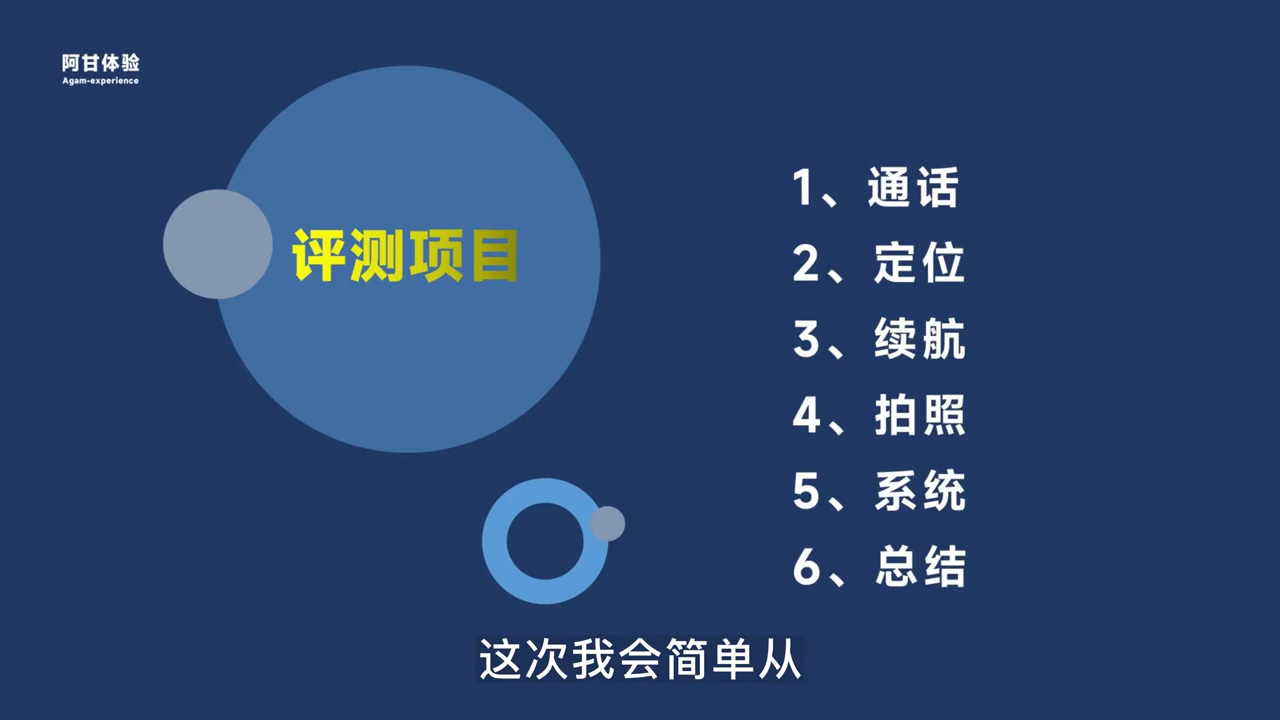 阿甘体验
Agam-experience
评测项目
1、通话
2、定位
3、续航
4、拍照
5、系统
6、总结
这次我会简单从